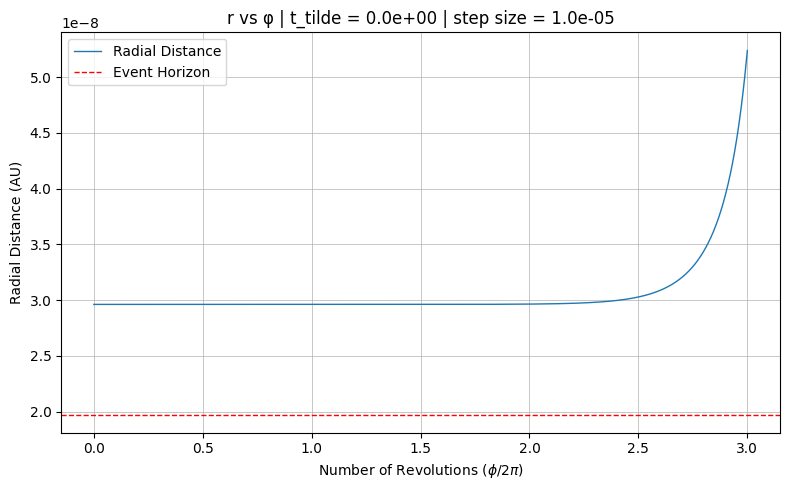 r vs φ | t_tilde = 0.0e+00 | step size = 1.0e-05
1e−8
Radial Distance
Event Horizon
5.0
4.5
4.0
3.5
3.0
2.5
2.0
Radial Distance (AU)
0.0 0.5 1.0 1.5 2.0 2.5 3.0
Number of Revolutions (ϕ/2π)